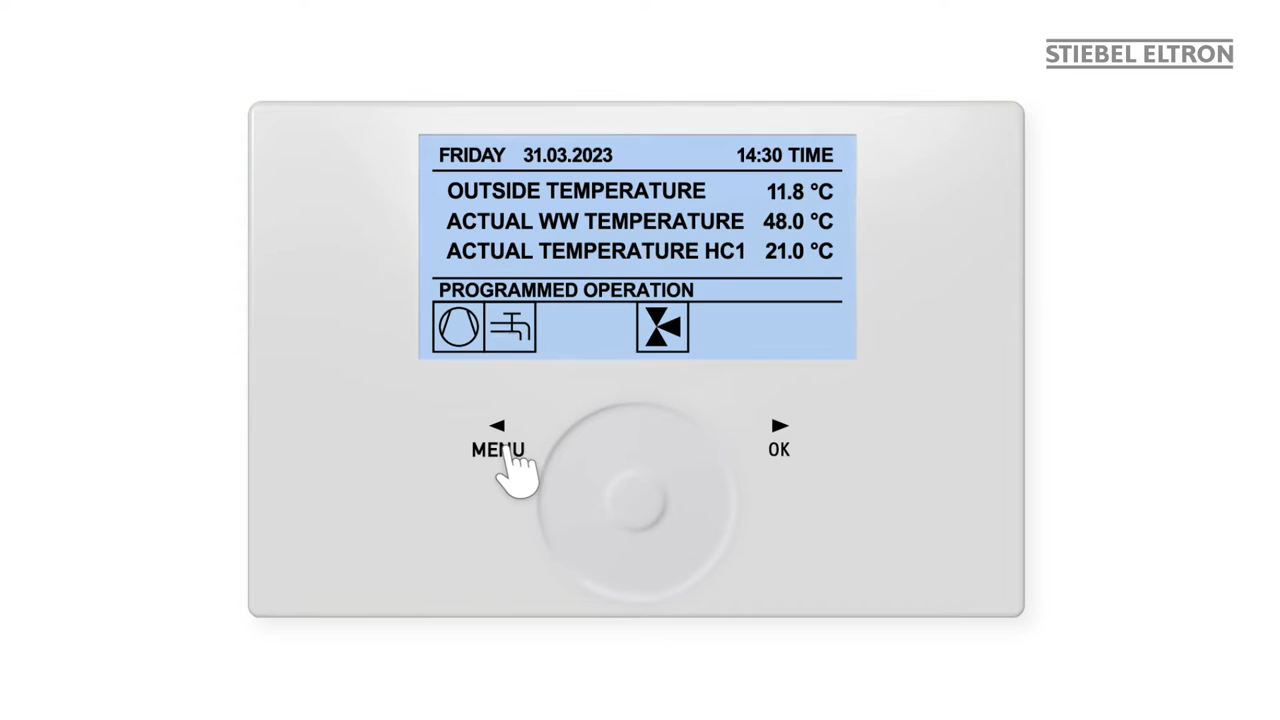 STIEBEL ELTRON
FRIDAY 31.03.2023 14:30 TIME
OUTSIDE TEMPERATURE 11.8 °C
ACTUAL WW TEMPERATURE 48.0 °C
ACTUAL TEMPERATURE HC1 21.0 °C
PROGRAMMED OPERATION
MENU
OK